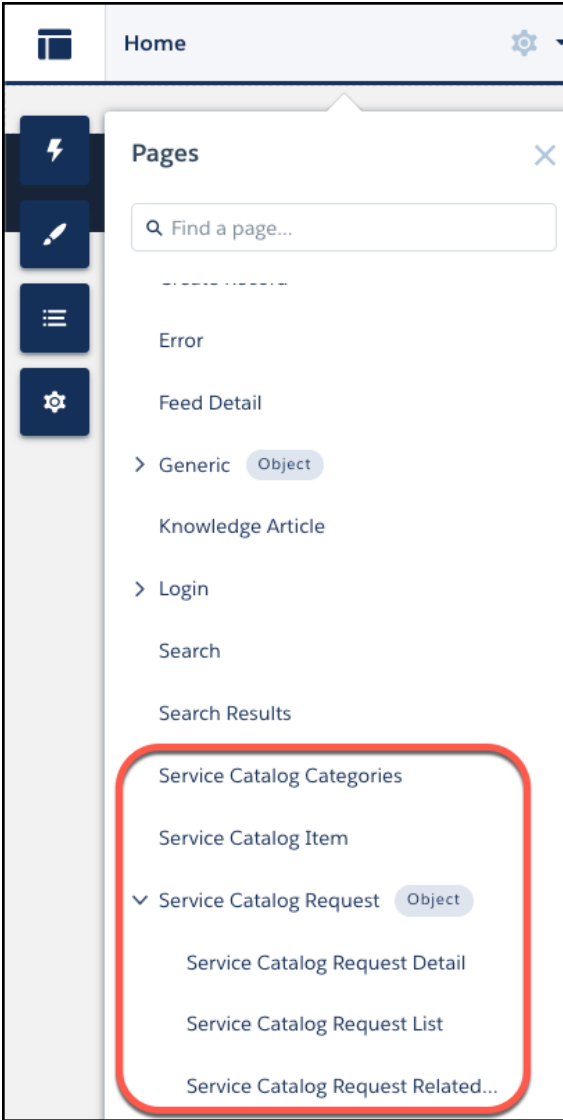 Home
Pages
Find a page...
Error
Feed Detail
Generic Object
Knowledge Article
Login
Search
Search Results
Service Catalog Categories
Service Catalog Item
Service Catalog Request Object
Service Catalog Request Detail
Service Catalog Request List
Service Catalog Request Related...